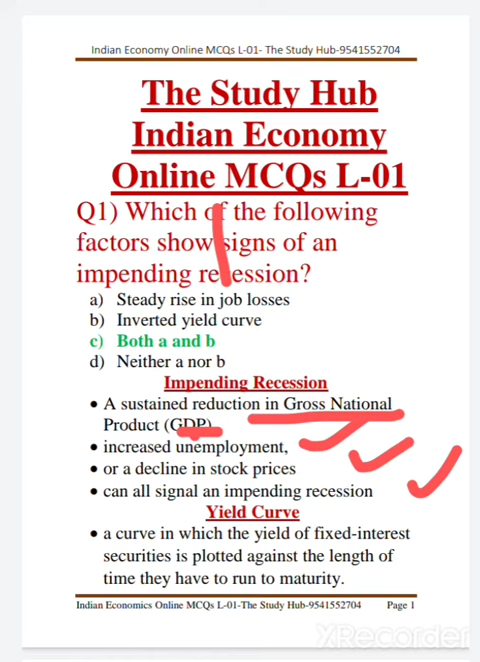 Indian Economy Online MCQs L-01- The Study Hub-9541552704
The Study Hub
Indian Economy
Online MCQs L-01
Q1) Which of the following
factors show signs of an
impending recession?
a) Steady rise in job losses
b) Inverted yield curve
c) Both a and b
d) Neither a nor b
Impending Recession
• A sustained reduction in Gross National
Product (GDP)
• increased unemployment,
• or a decline in stock prices
• can all signal an impending recession
Yield Curve
• a curve in which the yield of fixed-interest
securities is plotted against the length of
time they have to run to maturity.
Indian Economics Online MCQs L-01-The Study Hub-9541552704 Page 1
XRecorder